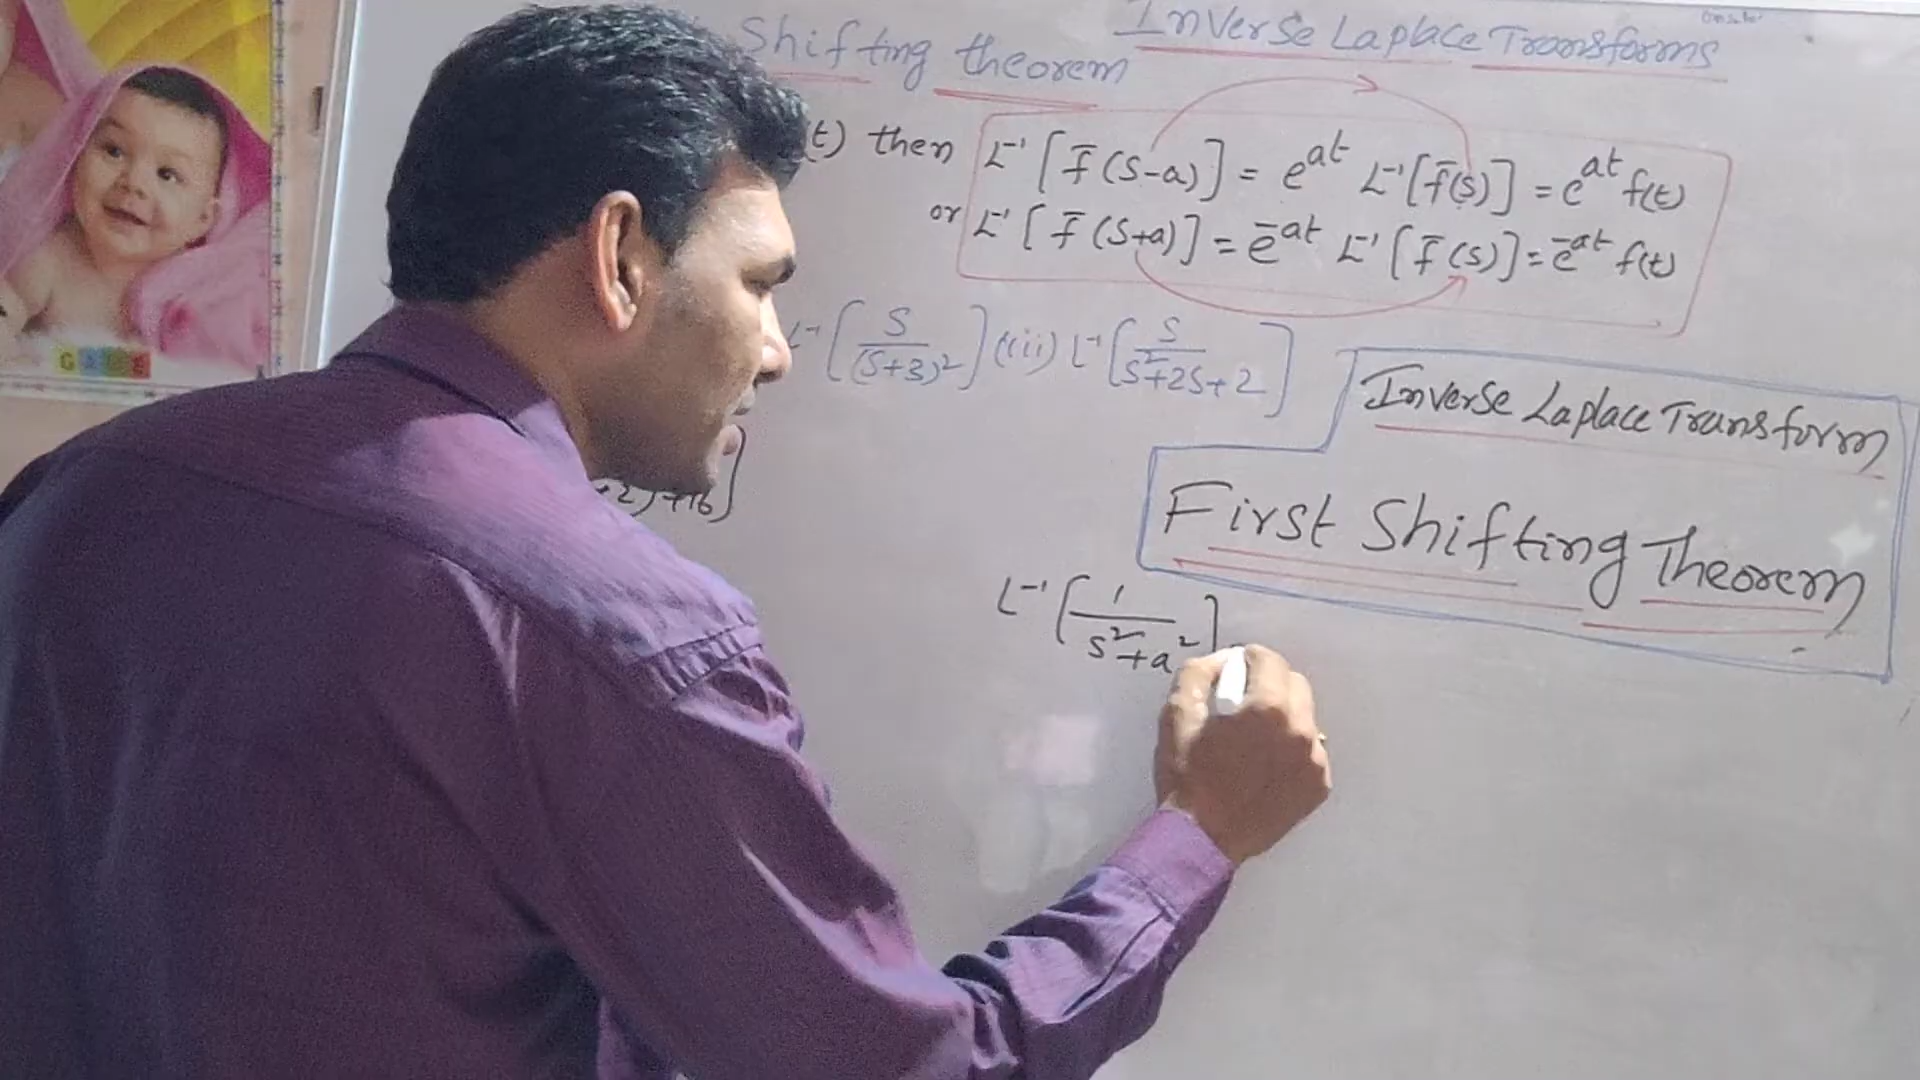 Shifting theorem
Inverse Laplace Transforms
(t) then L⁻¹[f̄(S-a)] = e^at L⁻¹[f̄(s)] = e^at f(t)
or L⁻¹[f̄(S+a)] = e^-at L⁻¹[f̄(s)] = e^-at f(t)
L⁻¹[S/(S+3)²] (iii) L⁻¹[S/S²+2S+2]
Inverse Laplace Transform
2)²+16]
First Shifting Theorem
L⁻¹[1/s²+a²]